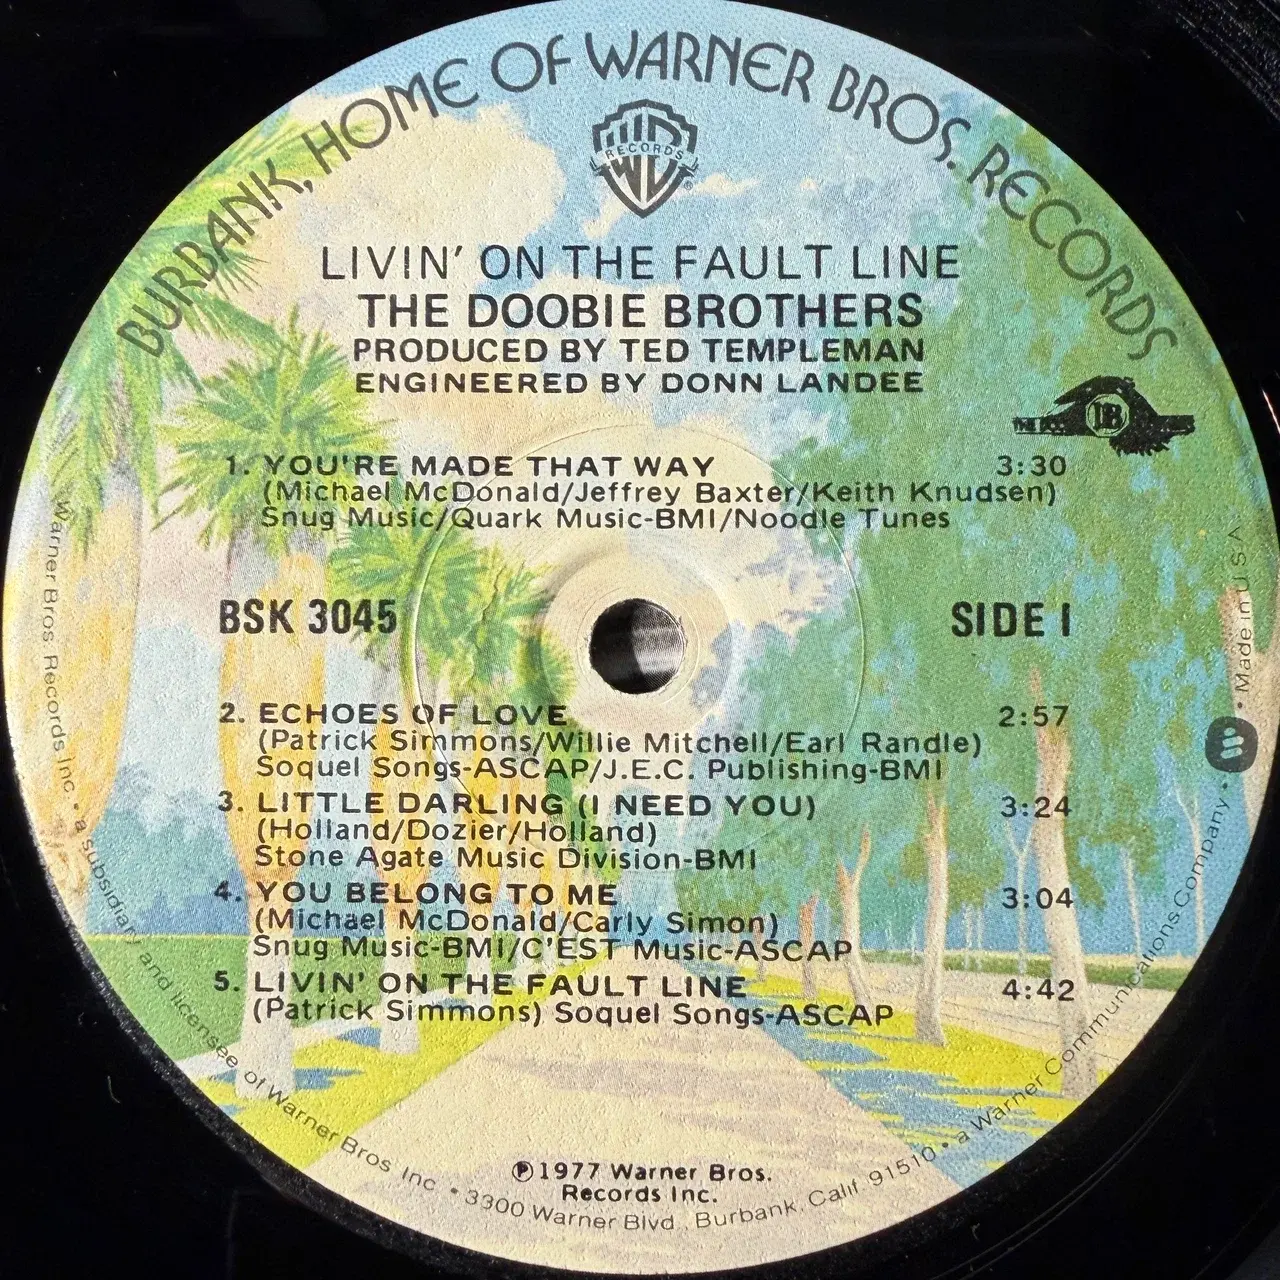 BURBANK, HOME OF WARNER BROS. RECORDS
WB
RECORDS
®
LIVIN' ON THE FAULT LINE
THE DOOBIE BROTHERS
PRODUCED BY TED TEMPLEMAN
ENGINEERED BY DONN LANDEE
1. YOU'RE MADE THAT WAY 3:30
(Michael McDonald/Jeffrey Baxter/Keith Knudsen)
Snug Music/Quark Music-BMI/Noodle Tunes
BSK 3045 SIDE I
2. ECHOES OF LOVE 2:57
(Patrick Simmons/Willie Mitchell/Earl Randle)
Soquel Songs-ASCAP/J.E.C. Publishing-BMI
3. LITTLE DARLING (I NEED YOU) 3:24
(Holland/Dozier/Holland)
Stone Agate Music Division-BMI
4. YOU BELONG TO ME 3:04
(Michael McDonald/Carly Simon)
Snug Music-BMI/C'EST Music-ASCAP
5. LIVIN' ON THE FAULT LINE 4:42
(Patrick Simmons) Soquel Songs-ASCAP
℗1977 Warner Bros.
Records Inc.
Warner Bros. Records Inc. • a subsidiary and licensee of Warner Bros. Inc. • 3300 Warner Blvd., Burbank, Calif. 91510 • a Warner Communications Company • Made in U.S.A.